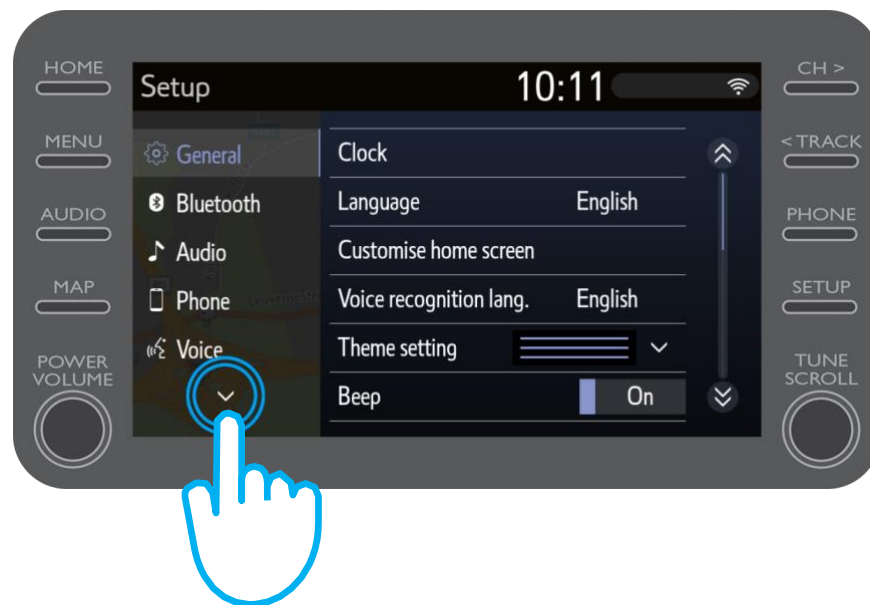 HOME
MENU
AUDIO
MAP
POWER
VOLUME
Setup
10:11
General
Bluetooth
Audio
Phone
Voice
Clock
Language English
Customise home screen
Voice recognition lang. English
Theme setting
Beep On
CH >
< TRACK
PHONE
SETUP
TUNE
SCROLL